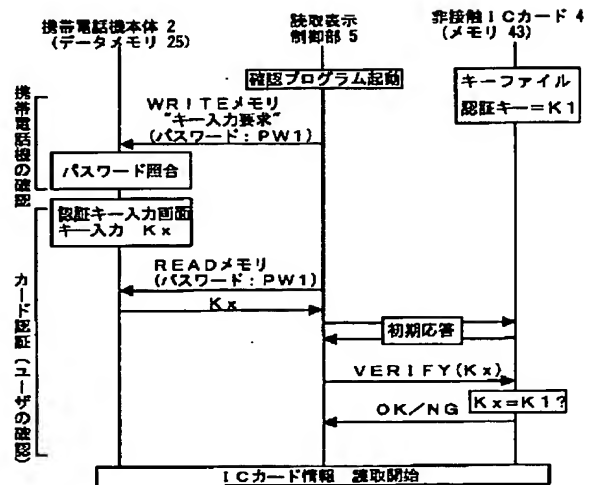 携帯電話機本体 2
(データメモリ 25)
読取表示
制御部 5
非接触ICカード 4
(メモリ 43)
確認プログラム起動
キーファイル
認証キー=K1
携帯電話機の確認
WRITEメモリ
"キー入力要求"
(パスワード:PW1)
パスワード照合
認証キー入力画面
キー入力 Kx
カード認証(ユーザの確認)
READメモリ
(パスワード:PW1)
Kx
初期応答
VERIFY(Kx)
Kx=K1?
OK/NG
ICカード情報 読取開始